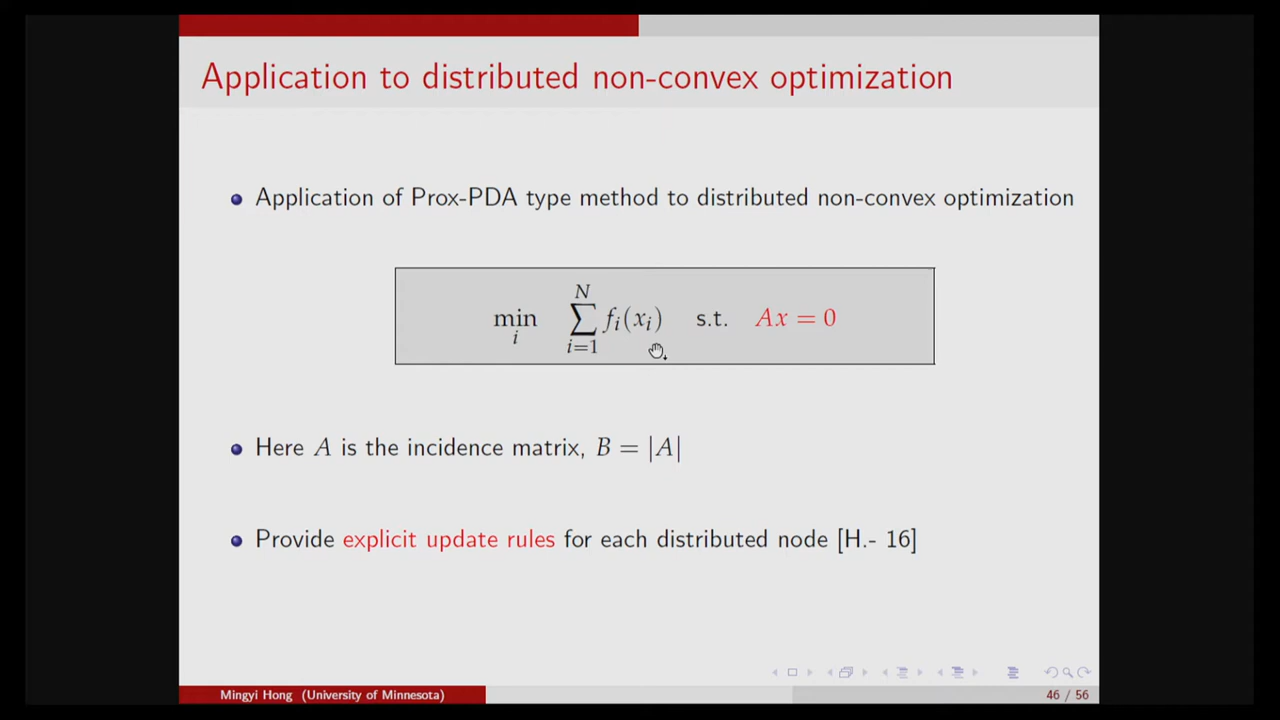 Application to distributed non-convex optimization
Application of Prox-PDA type method to distributed non-convex optimization
min_i ∑_{i=1}^{N} f_i(x_i) s.t. Ax = 0
Here A is the incidence matrix, B = |A|
Provide explicit update rules for each distributed node [H.- 16]
Mingyi Hong (University of Minnesota)
46 / 56